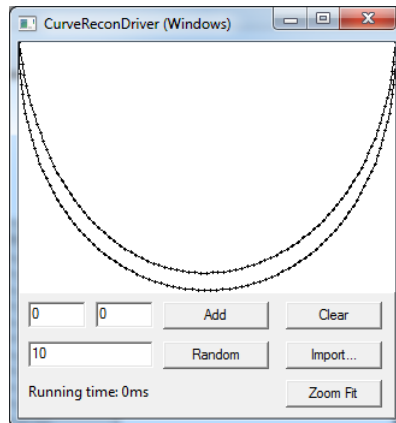 CurveReconDriver (Windows)
0 0 Add Clear
10 Random Import...
Running time: 0ms Zoom Fit